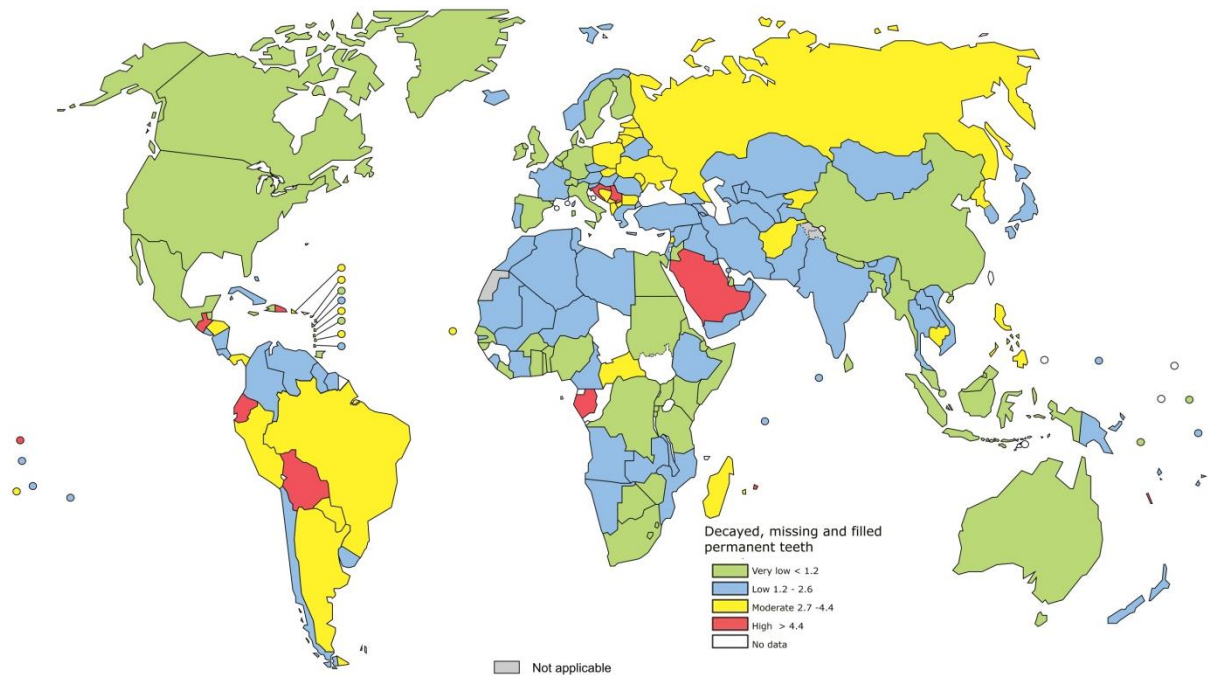 Decayed, missing and filled
permanent teeth
Very low < 1.2
Low 1.2 - 2.6
Moderate 2.7 -4.4
High > 4.4
No data
Not applicable